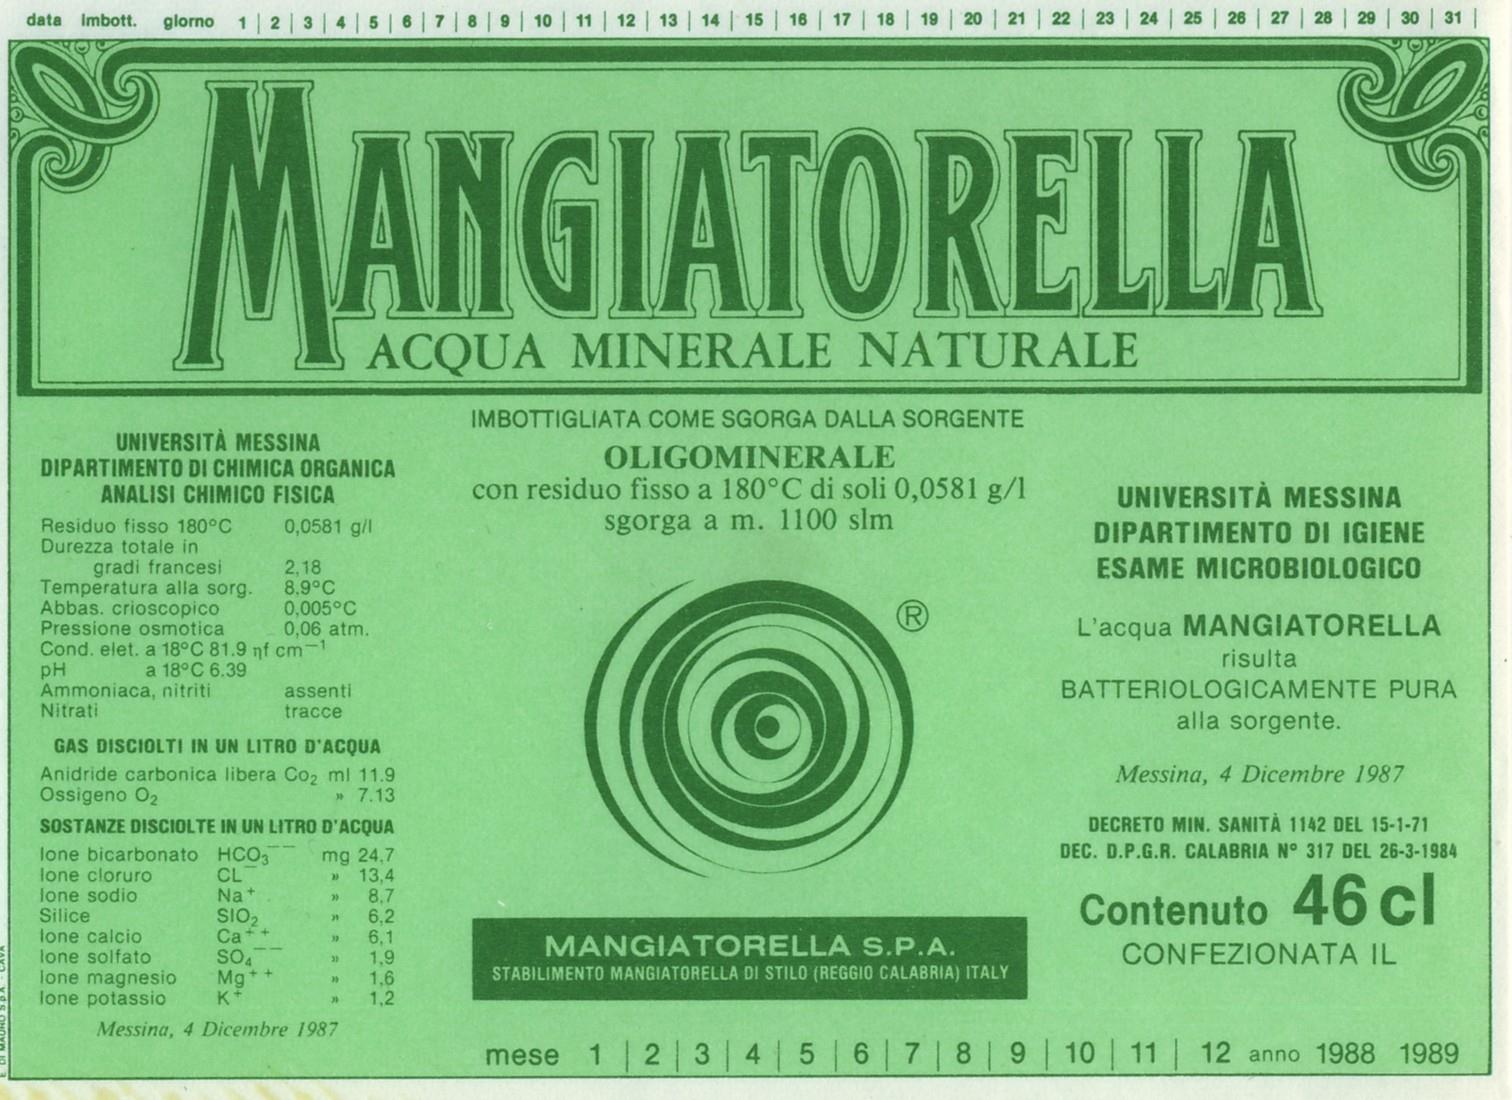 data Imbott. giorno 1 | 2 | 3 | 4 | 5 | 6 | 7 | 8 | 9 | 10 | 11 | 12 | 13 | 14 | 15 | 16 | 17 | 18 | 19 | 20 | 21 | 22 | 23 | 24 | 25 | 26 | 27 | 28 | 29 | 30 | 31 |
MANGIATORELLA
ACQUA MINERALE NATURALE
UNIVERSITÀ MESSINA
DIPARTIMENTO DI CHIMICA ORGANICA
ANALISI CHIMICO FISICA
Residuo fisso 180°C 0,0581 g/l
Durezza totale in
gradi francesi 2,18
Temperatura alla sorg. 8,9°C
Abbas. crioscopico 0,005°C
Pressione osmotica 0,06 atm.
Cond. elet. a 18°C 81.9 ηf cm⁻¹
pH a 18°C 6.39
Ammoniaca, nitriti assenti
Nitrati tracce
GAS DISCIOLTI IN UN LITRO D'ACQUA
Anidride carbonica libera Co₂ ml 11.9
Ossigeno O₂ » 7.13
SOSTANZE DISCIOLTE IN UN LITRO D'ACQUA
Ione bicarbonato HCO₃⁻⁻ mg 24,7
Ione cloruro CL⁻ » 13,4
Ione sodio Na⁺ » 8,7
Silice SIO₂ » 6,2
Ione calcio Ca⁺⁺ » 6,1
Ione solfato SO₄⁻⁻ » 1,9
Ione magnesio Mg⁺⁺ » 1,6
Ione potassio K⁺ » 1,2
Messina, 4 Dicembre 1987
IMBOTTIGLIATA COME SGORGA DALLA SORGENTE
OLIGOMINERALE
con residuo fisso a 180°C di soli 0,0581 g/l
sgorga a m. 1100 slm
®
MANGIATORELLA S.P.A.
STABILIMENTO MANGIATORELLA DI STILO (REGGIO CALABRIA) ITALY
UNIVERSITÀ MESSINA
DIPARTIMENTO DI IGIENE
ESAME MICROBIOLOGICO
L'acqua MANGIATORELLA
risulta
BATTERIOLOGICAMENTE PURA
alla sorgente.
Messina, 4 Dicembre 1987
DECRETO MIN. SANITÀ 1142 DEL 15-1-71
DEC. D.P.G.R. CALABRIA N° 317 DEL 26-3-1984
Contenuto 46 cl
CONFEZIONATA IL
mese 1 | 2 | 3 | 4 | 5 | 6 | 7 | 8 | 9 | 10 | 11 | 12 anno 1988 1989
E. DI MAURO S.p.A. - CAVA